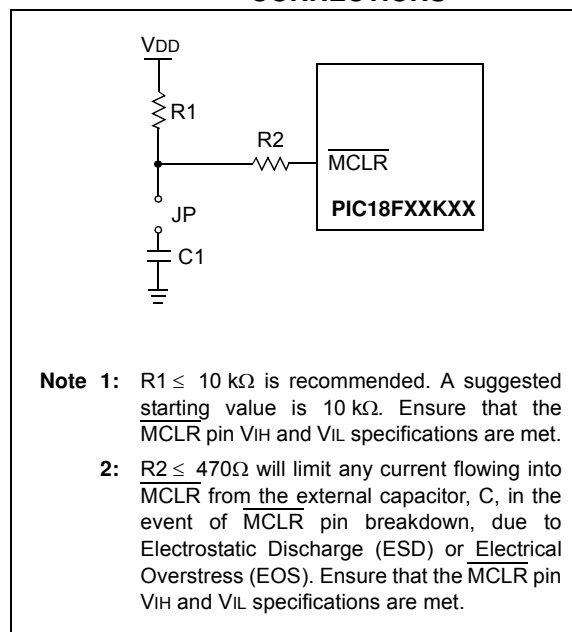 VDD
R1
R2
MCLR
PIC18FXXKXX
JP
C1
Note 1: R1 ≤ 10 kΩ is recommended. A suggested
starting value is 10 kΩ. Ensure that the
MCLR pin VIH and VIL specifications are met.
2: R2 ≤ 470Ω will limit any current flowing into
MCLR from the external capacitor, C, in the
event of MCLR pin breakdown, due to
Electrostatic Discharge (ESD) or Electrical
Overstress (EOS). Ensure that the MCLR pin
VIH and VIL specifications are met.